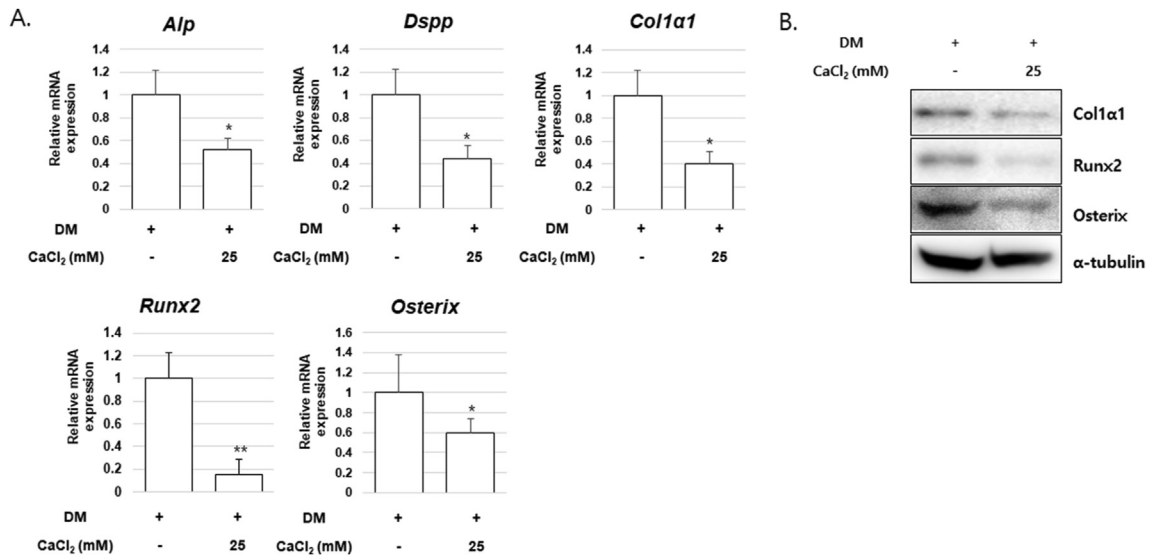 A.
Alp
Relative mRNA
expression
1.4
1.2
1
0.8
0.6
0.4
0.2
0
*
DM + +
CaCl₂ (mM) - 25
Dspp
Relative mRNA
expression
1.4
1.2
1
0.8
0.6
0.4
0.2
0
*
DM + +
CaCl₂ (mM) - 25
Col1α1
Relative mRNA
expression
1.4
1.2
1
0.8
0.6
0.4
0.2
0
*
DM + +
CaCl₂ (mM) - 25
Runx2
Relative mRNA
expression
1.4
1.2
1
0.8
0.6
0.4
0.2
0
**
DM + +
CaCl₂ (mM) - 25
Osterix
Relative mRNA
expression
1.6
1.4
1.2
1
0.8
0.6
0.4
0.2
0
*
DM + +
CaCl₂ (mM) - 25
B.
DM + +
CaCl₂ (mM) - 25
Col1α1
Runx2
Osterix
α-tubulin